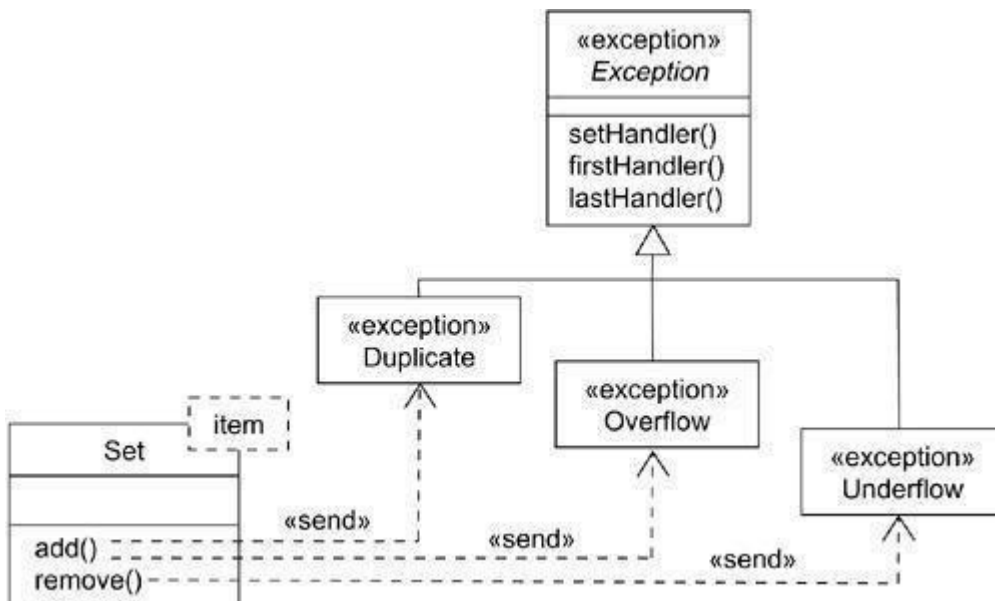 «exception»
Exception
setHandler()
firstHandler()
lastHandler()
«exception»
Duplicate
«exception»
Overflow
«exception»
Underflow
item
Set
«send»
«send»
«send»
add()
remove()